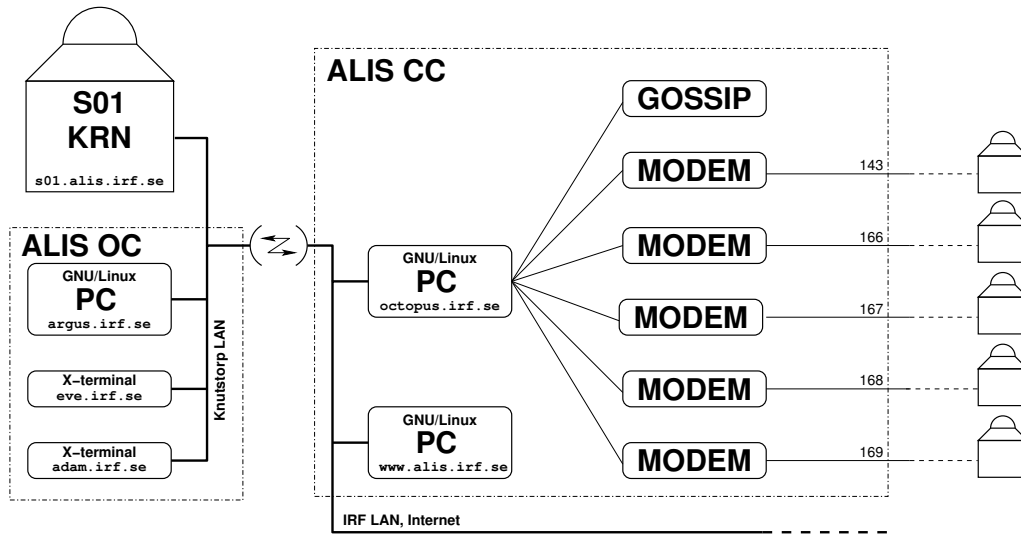 S01
KRN
s01.alis.irf.se
ALIS OC
GNU/Linux
PC
argus.irf.se
X−terminal
eve.irf.se
X−terminal
adam.irf.se
Knutstorp LAN
ALIS CC
GNU/Linux
PC
octopus.irf.se
GNU/Linux
PC
www.alis.irf.se
GOSSIP
MODEM
143
MODEM
166
MODEM
167
MODEM
168
MODEM
169
IRF LAN, Internet